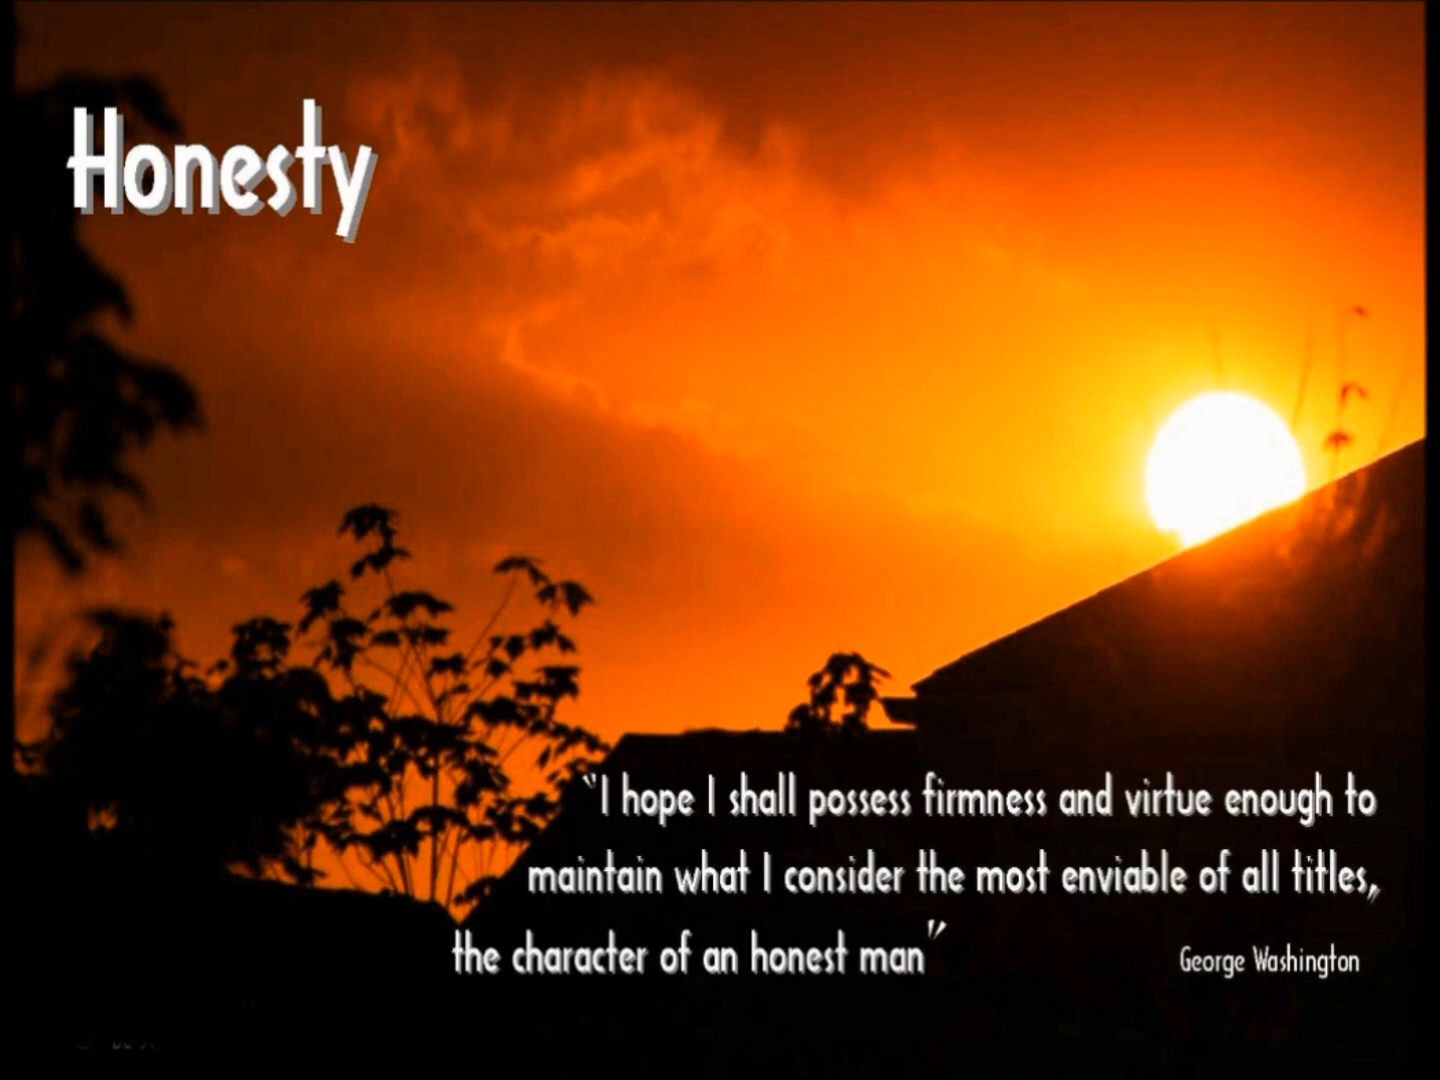 Honesty
"I hope I shall possess firmness and virtue enough to
maintain what I consider the most enviable of all titles,
the character of an honest man"
George Washington